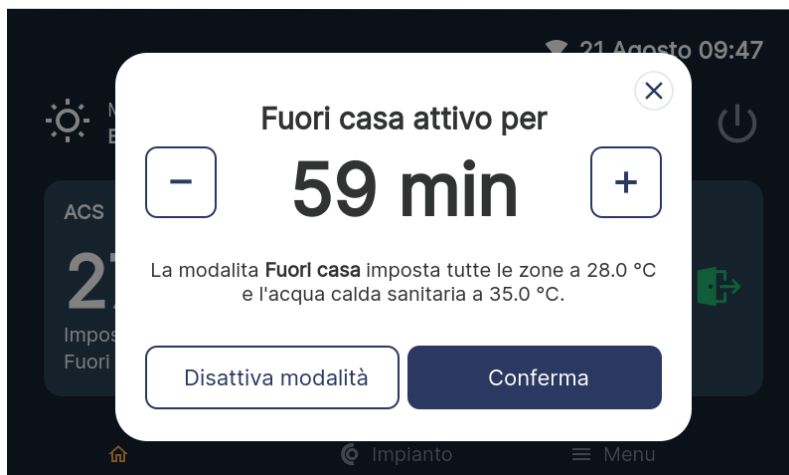 21 Agosto 09:47
Fuori casa attivo per
59 min
ACS
La modalita Fuori casa imposta tutte le zone a 28.0 °C
e l'acqua calda sanitaria a 35.0 °C.
Fuori
Disattiva modalità
Conferma
Impianto
Menu